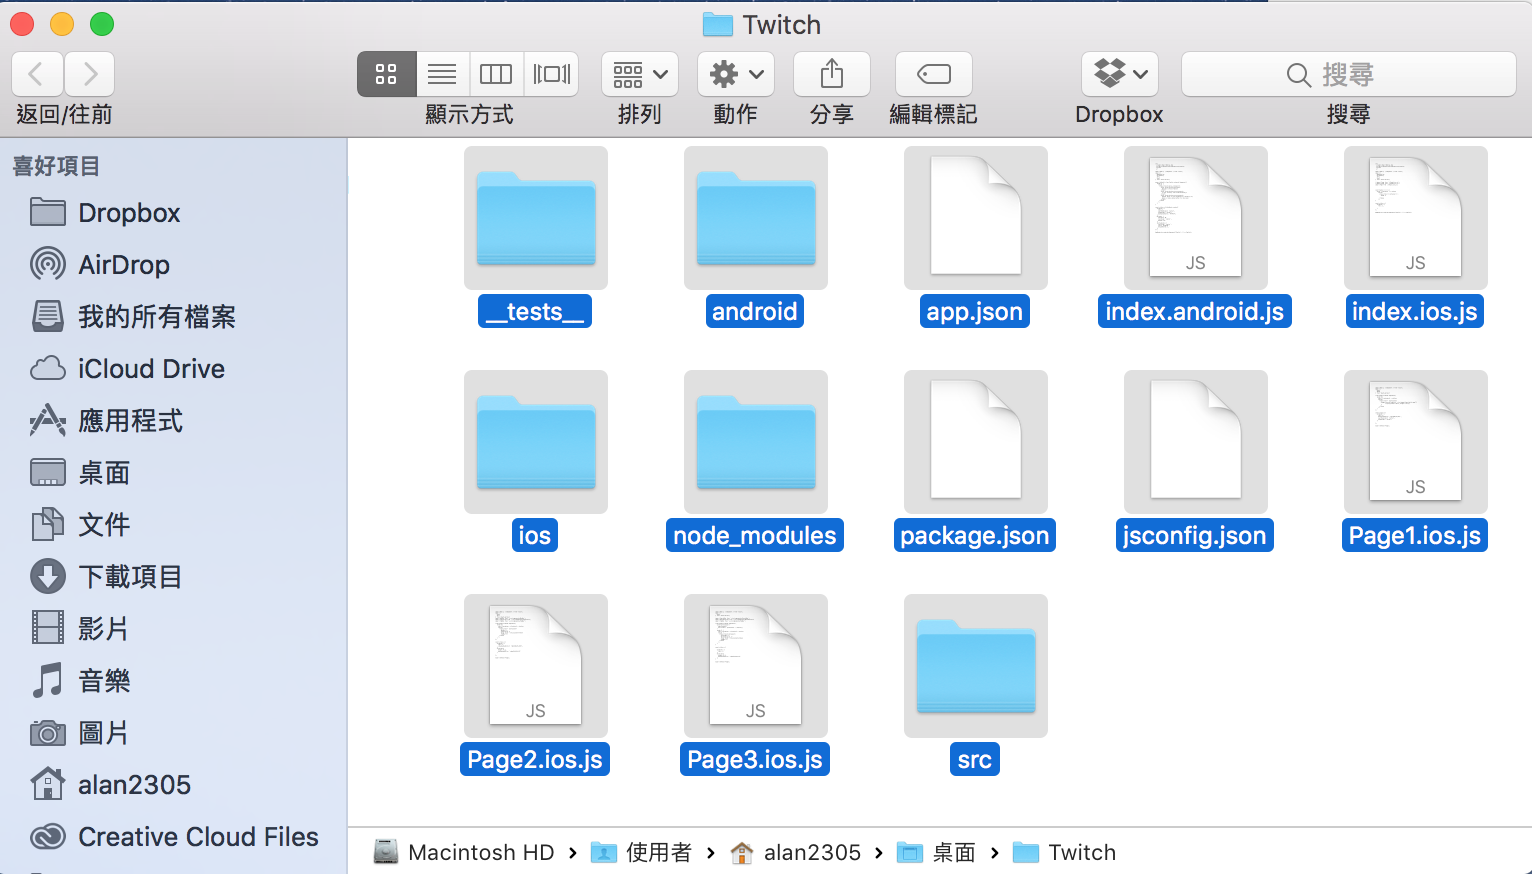 Twitch
返回/往前
顯示方式
排列
動作
分享
編輯標記
Dropbox
搜尋
搜尋
喜好項目
Dropbox
AirDrop
我的所有檔案
iCloud Drive
應用程式
桌面
文件
下載項目
影片
音樂
圖片
alan2305
Creative Cloud Files
__tests__
android
app.json
JS
index.android.js
JS
index.ios.js
ios
node_modules
package.json
jsconfig.json
JS
Page1.ios.js
JS
Page2.ios.js
JS
Page3.ios.js
src
Macintosh HD › 使用者 › alan2305 › 桌面 › Twitch